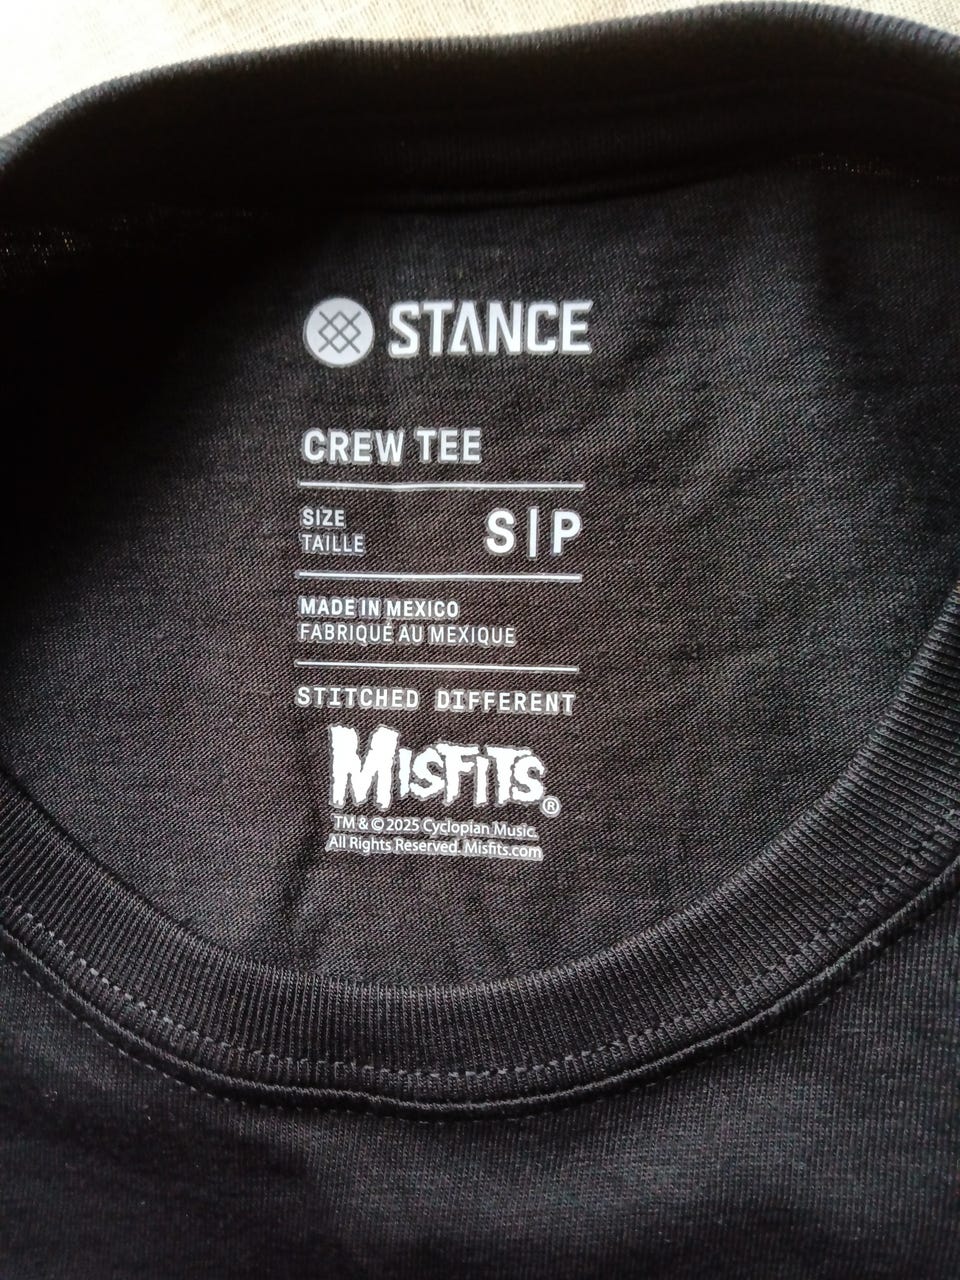 STANCE
CREW TEE
SIZE
TAILLE
S|P
MADE IN MEXICO
FABRIQUÉ AU MEXIQUE
STITCHED DIFFERENT
MISFITS®
TM & © 2025 Cyclopian Music.
All Rights Reserved. Misfits.com